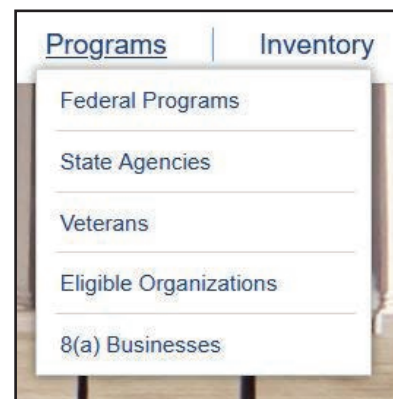 Programs Inventory
Federal Programs
State Agencies
Veterans
Eligible Organizations
8(a) Businesses